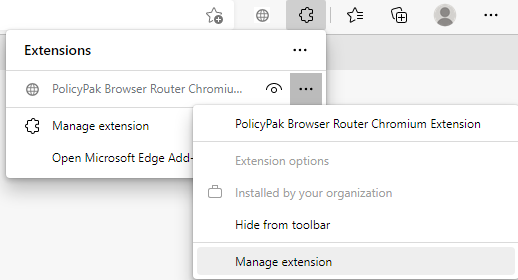 Extensions
PolicyPak Browser Router Chromiu...
Manage extension
Open Microsoft Edge Add-
PolicyPak Browser Router Chromium Extension
Extension options
Installed by your organization
Hide from toolbar
Manage extension